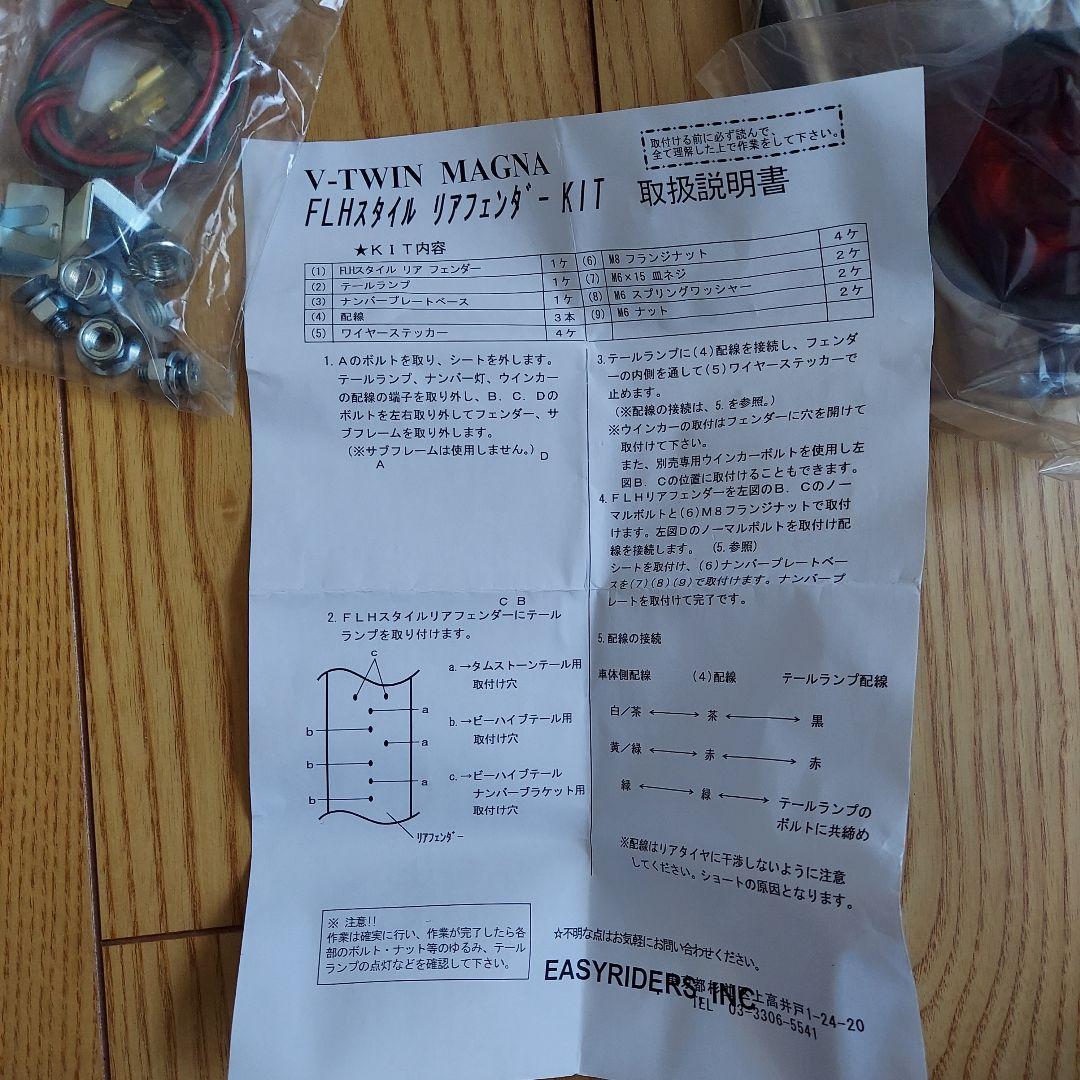 取付ける前に必ず読んで、
全て理解した上で作業をして下さい。
V-TWIN MAGNA
FLHスタイル リアフェンダーKIT 取扱説明書
★KIT内容
(1) FLHスタイル リア フェンダー 1ケ
(2) テールランプ 1ケ
(3) ナンバープレートベース 1ケ
(4) 配線 3本
(5) ワイヤーステッカー 4ケ
(6) M8 フランジナット 4ケ
(7) M6×15 皿ネジ 2ケ
(8) M6 スプリングワッシャー 2ケ
(9) M6 ナット 2ケ
1. Aのボルトを取り、シートを外します。
テールランプ、ナンバー灯、ウインカー
の配線の端子を取り外し、B. C. Dの
ボルトを左右取り外してフェンダー、サ
ブフレームを取り外します。
(※サブフレームは使用しません。)
A
D
C B
2. FLHスタイルリアフェンダーにテール
ランプを取り付けます。
c
a
b
a
b
a
b
リアフェンダー
a. →タムストーンテール用
取付け穴
b. →ビーハイブテール用
取付け穴
c. →ビーハイブテール
ナンバーブラケット用
取付け穴
※ 注意!!
作業は確実に行い、作業が完了したら各
部のボルト・ナット等のゆるみ、テール
ランプの点灯などを確認して下さい。
3. テールランプに(4)配線を接続し、フェンダ
ーの内側を通して(5)ワイヤーステッカーで
止めます。
(※配線の接続は、5. を参照。)
※ウインカーの取付はフェンダーに穴を開けて
取付けて下さい。
また、別売専用ウインカーボルトを使用し左
図B. Cの位置に取付けることもできます。
4. FLHリアフェンダーを左図のB. Cのノー
マルボルトと(6)M8フランジナットで取付
けます。左図Dのノーマルボルトを取付け配
線を接続します。 (5. 参照)
シートを取付け、(6)ナンバープレートベー
スを(7)(8)(9)で取付けます。ナンバープ
レートを取付けて完了です。
5. 配線の接続
車体側配線 (4)配線 テールランプ配線
白/茶 茶 黒
黄/緑 赤 赤
緑 緑 テールランプの
ボルトに共締め
※配線はリアタイヤに干渉しないように注意
してください。ショートの原因となります。
☆不明な点はお気軽にお問い合わせください。
EASYRIDERS INC
上高井戸1-24-20
TEL 03-3306-5541